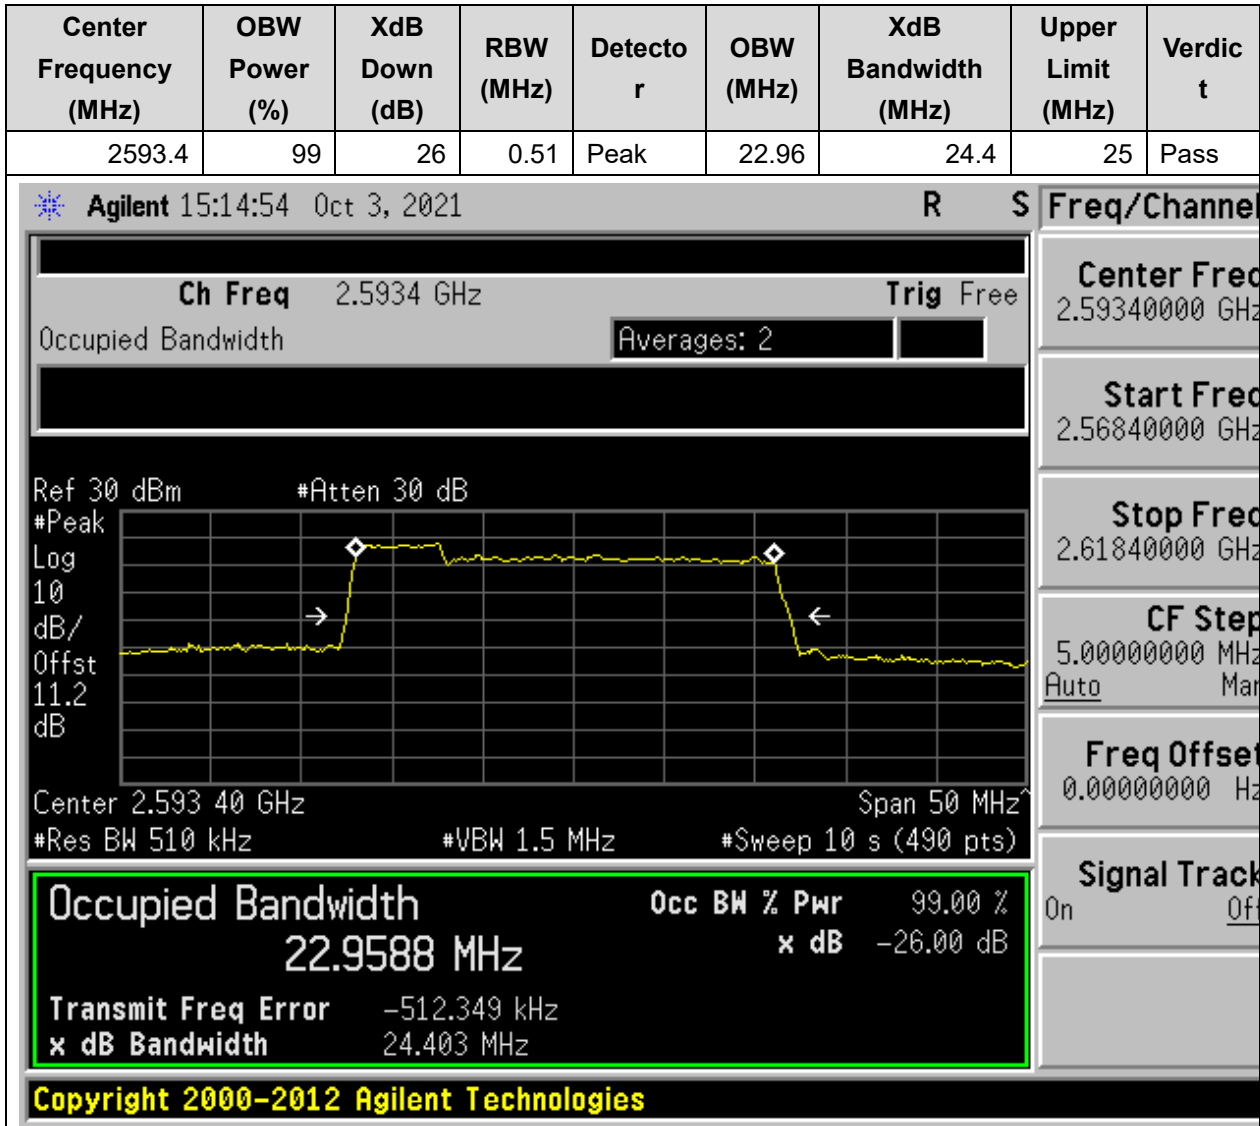 Center Frequency (MHz) OBW Power (%) XdB Down (dB) RBW (MHz) Detector OBW (MHz) XdB Bandwidth (MHz) Upper Limit (MHz) Verdict
2593.4 99 26 0.51 Peak 22.96 24.4 25 Pass
Agilent 15:14:54 Oct 3, 2021 R S Freq/Channel
Ch Freq 2.5934 GHz Trig Free
Occupied Bandwidth Averages: 2
Center Freq
2.59340000 GHz
Start Freq
2.56840000 GHz
Stop Freq
2.61840000 GHz
CF Step
5.00000000 MHz
Auto Man
Freq Offset
0.00000000 Hz
Signal Track
On Off
Ref 30 dBm #Atten 30 dB
#Peak
Log
10
dB/
Offst
11.2
dB
Center 2.593 40 GHz Span 50 MHz^
#Res BW 510 kHz #VBW 1.5 MHz #Sweep 10 s (490 pts)
Occupied Bandwidth Occ BW % Pwr 99.00 %
22.9588 MHz x dB -26.00 dB
Transmit Freq Error -512.349 kHz
x dB Bandwidth 24.403 MHz
Copyright 2000-2012 Agilent Technologies